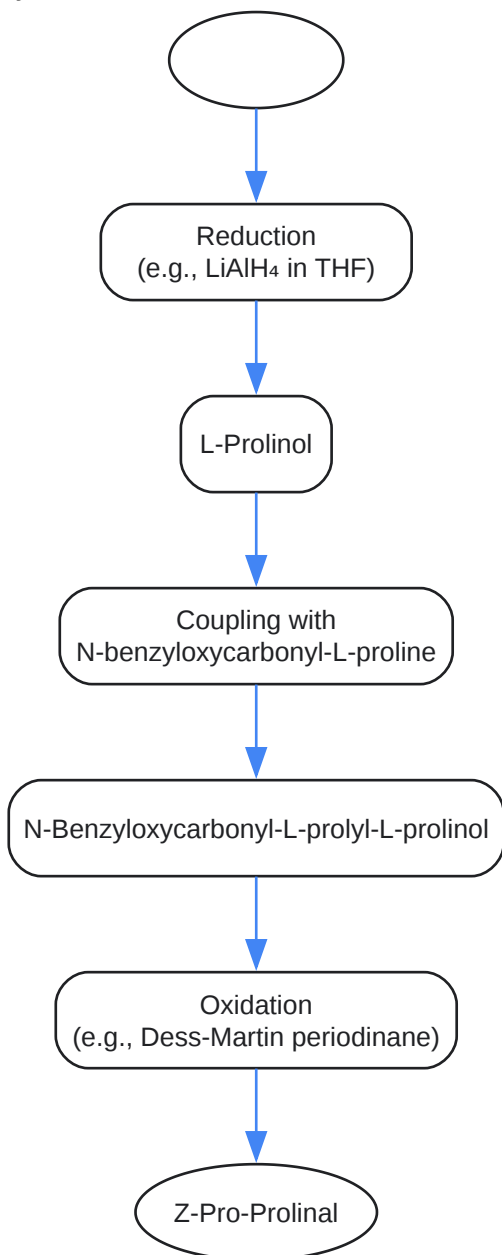 Reduction
(e.g., LiAlH₄ in THF)
L-Prolinol
Coupling with
N-benzyloxycarbonyl-L-proline
N-Benzyloxycarbonyl-L-prolyl-L-prolinol
Oxidation
(e.g., Dess-Martin periodinane)
Z-Pro-Prolinal